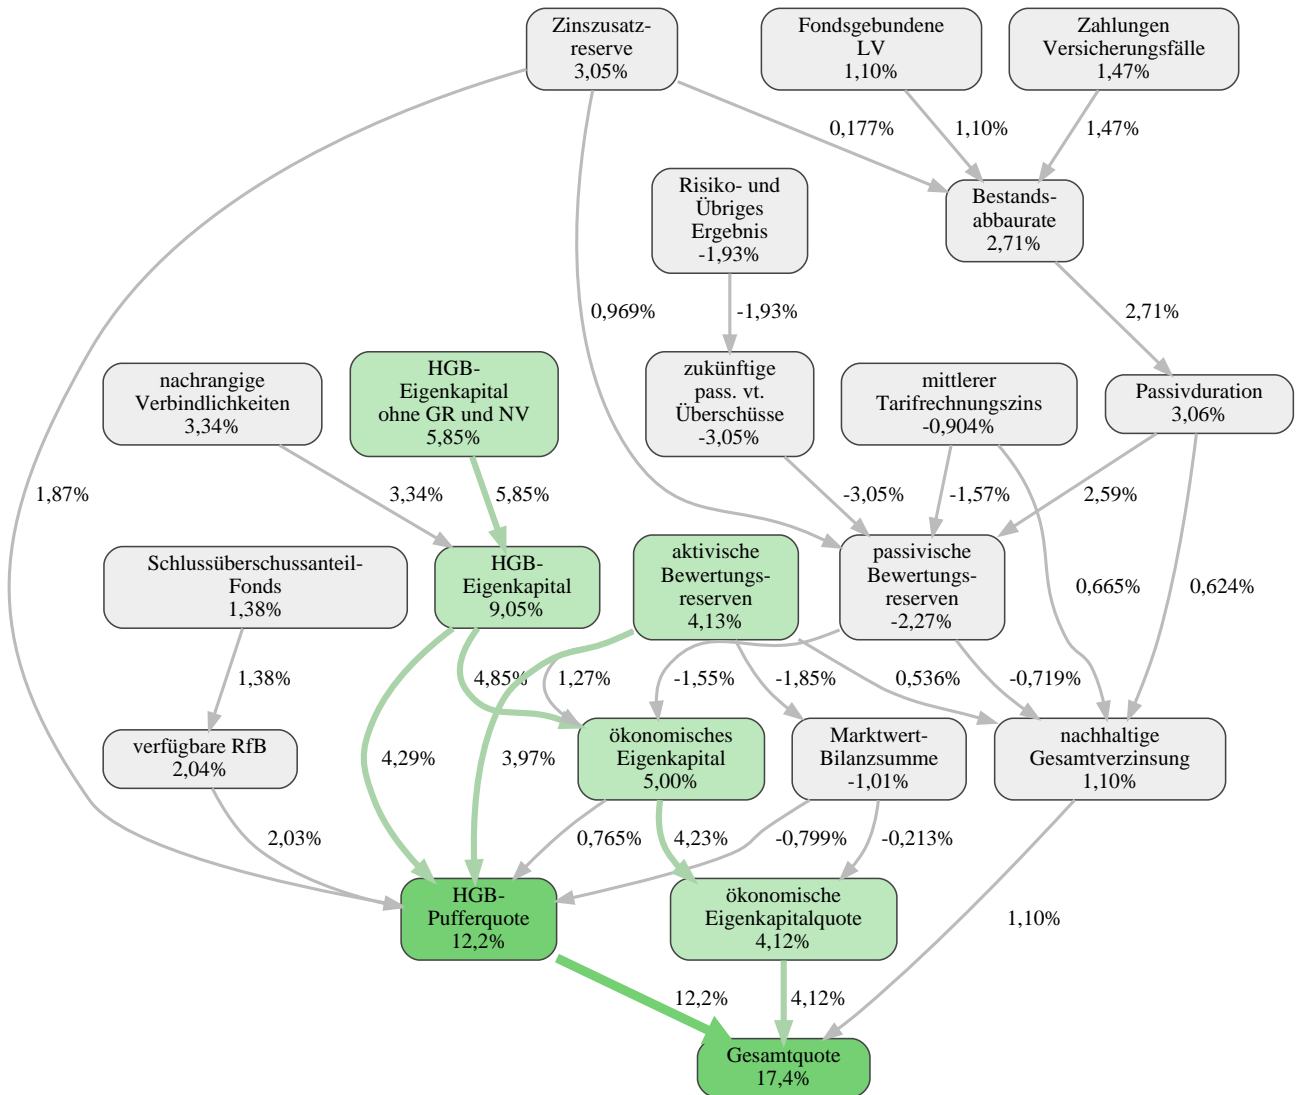 Zinszusatz-
reserve
3,05%
Fondsgebundene
LV
1,10%
Zahlungen
Versicherungsfälle
1,47%
0,177%
1,10%
1,47%
Risiko- und
Übriges
Ergebnis
-1,93%
Bestands-
abbaurate
2,71%
0,969%
-1,93%
2,71%
nachrangige
Verbindlichkeiten
3,34%
HGB-
Eigenkapital
ohne GR und NV
5,85%
zukünftige
pass. vt.
Überschüsse
-3,05%
mittlerer
Tarifrechnungszins
-0,904%
Passivduration
3,06%
1,87%
3,34%
5,85%
-3,05%
-1,57%
2,59%
Schlussüberschussanteil-
Fonds
1,38%
HGB-
Eigenkapital
9,05%
aktivische
Bewertungs-
reserven
4,13%
passivische
Bewertungs-
reserven
-2,27%
0,665%
0,624%
1,38%
4,85%
1,27%
-1,55%
-1,85%
0,536%
-0,719%
verfügbare RfB
2,04%
4,29%
3,97%
ökonomisches
Eigenkapital
5,00%
Marktwert-
Bilanzsumme
-1,01%
nachhaltige
Gesamtverzinsung
1,10%
2,03%
0,765%
4,23%
-0,799%
-0,213%
HGB-
Pufferquote
12,2%
ökonomische
Eigenkapitalquote
4,12%
1,10%
12,2%
4,12%
Gesamtquote
17,4%